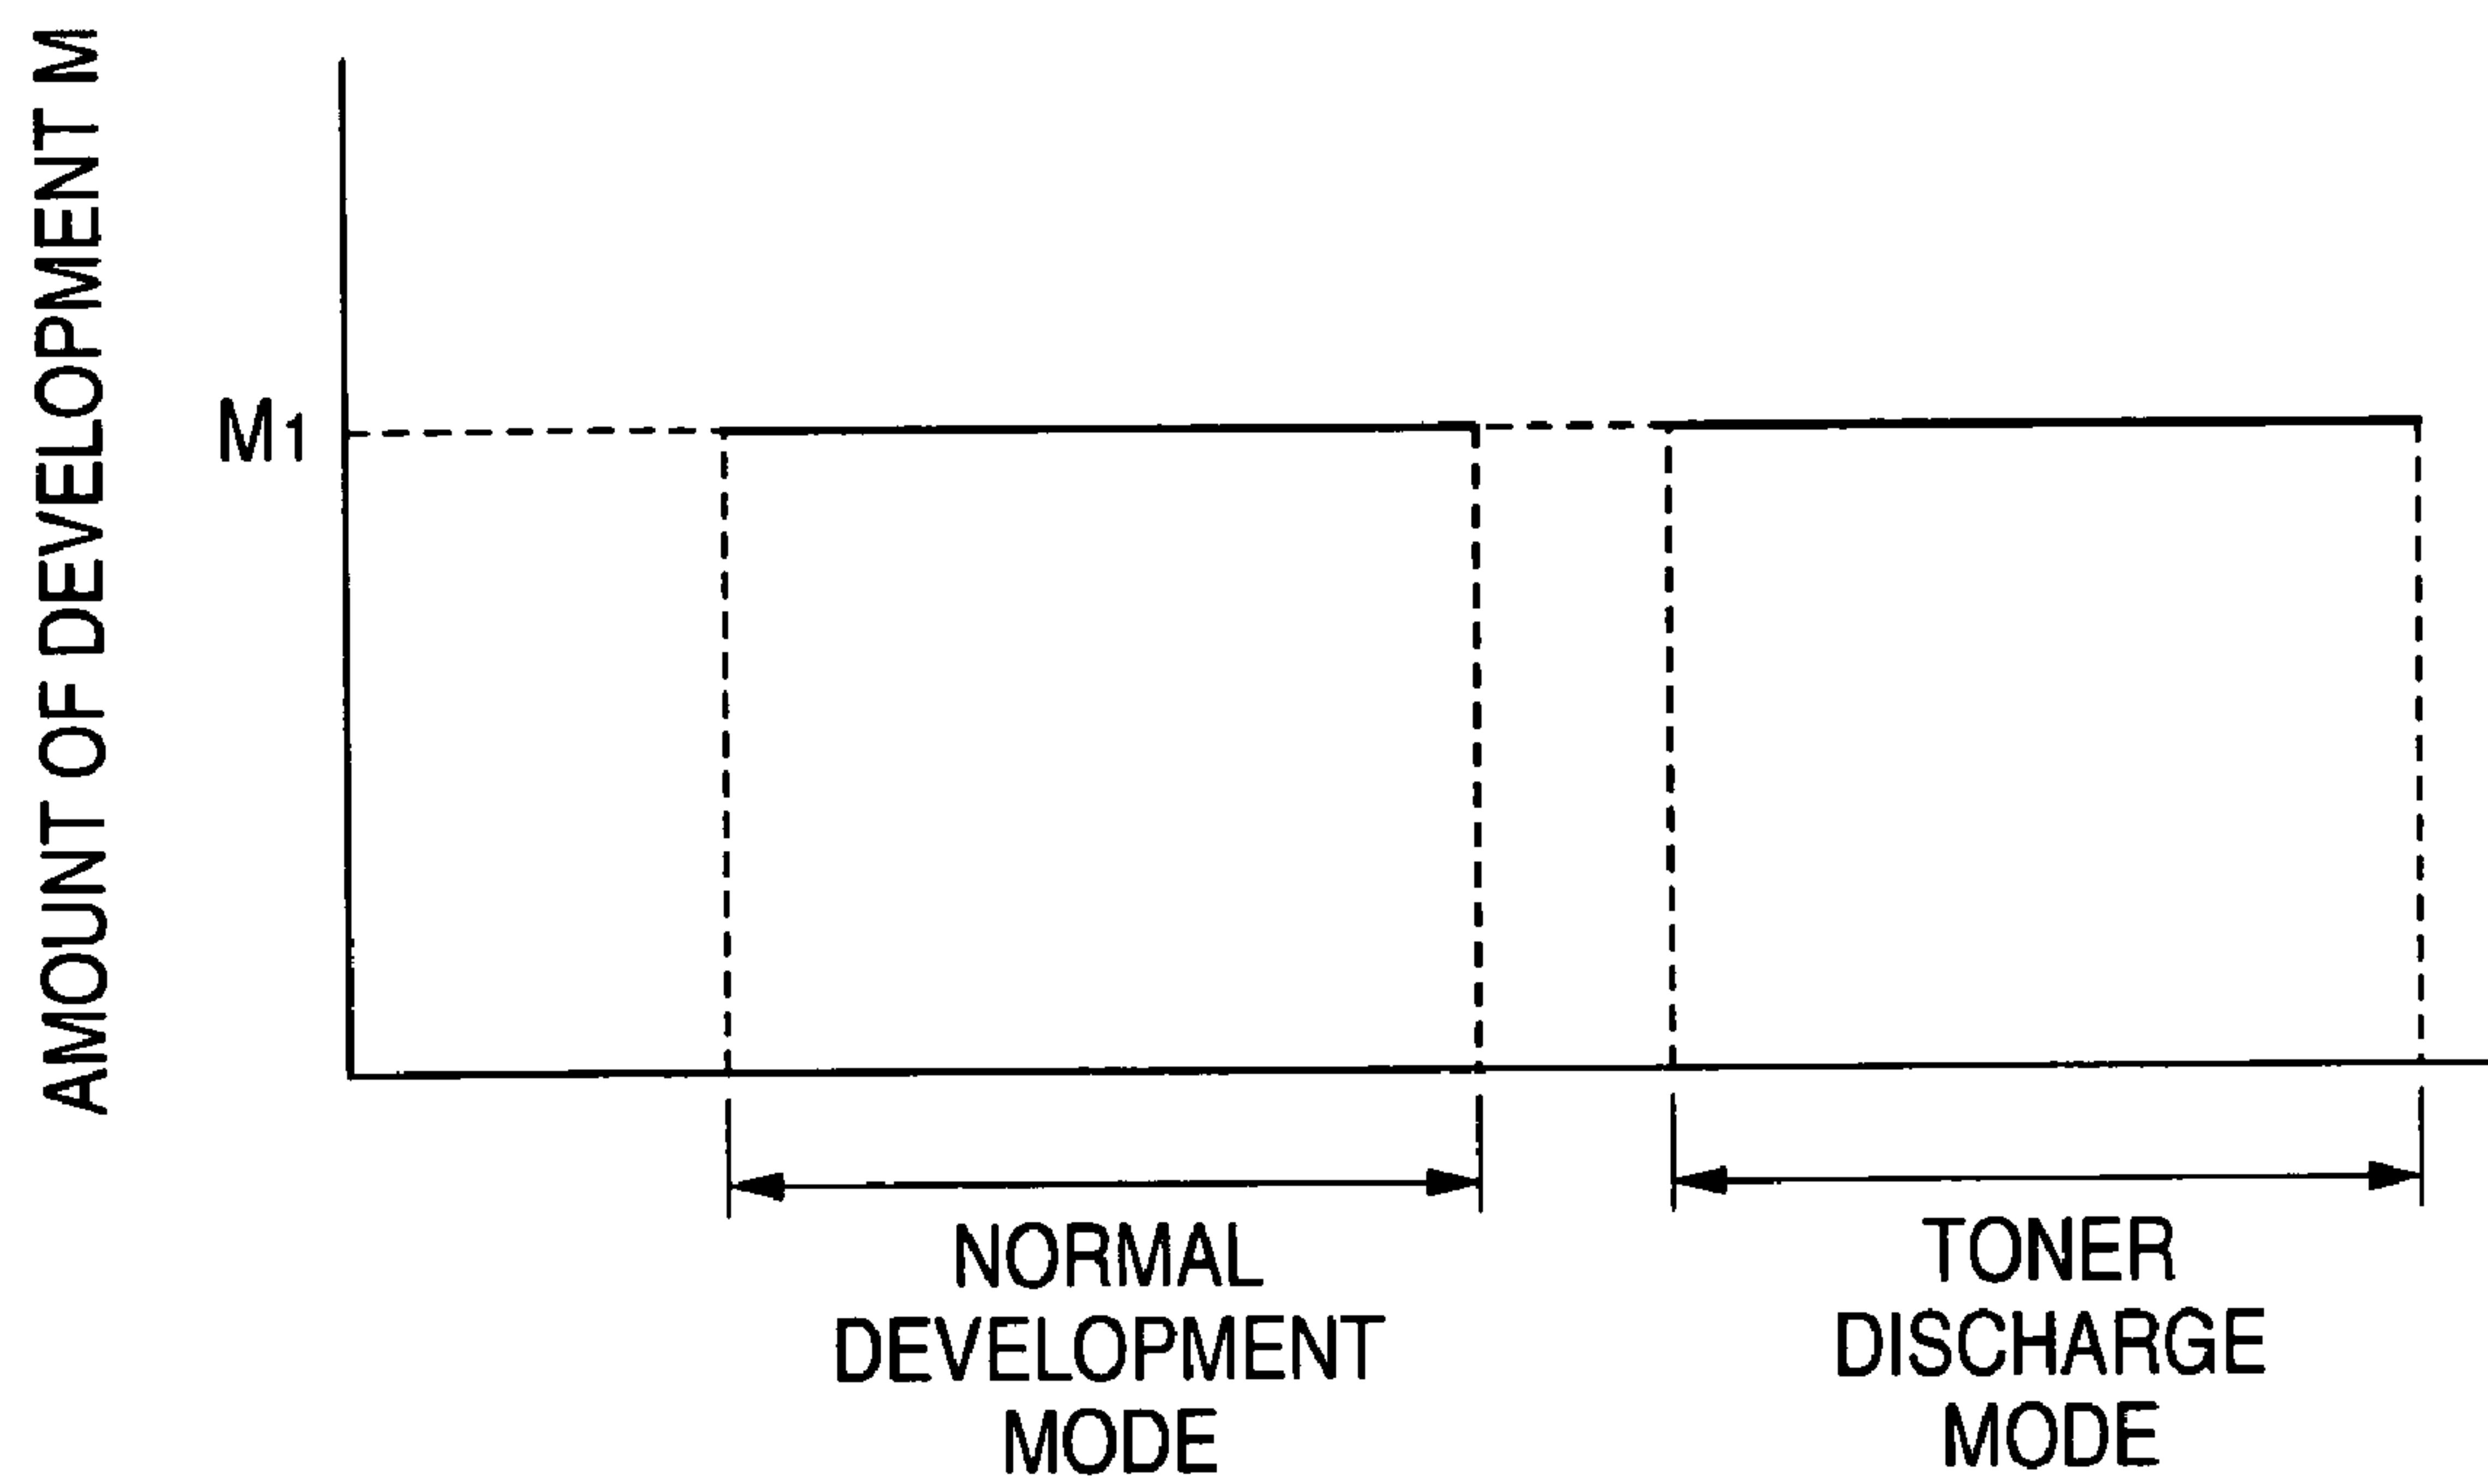 AMOUNT OF DEVELOPMENT M
M1
NORMAL
DEVELOPMENT
MODE
TONER
DISCHARGE
MODE